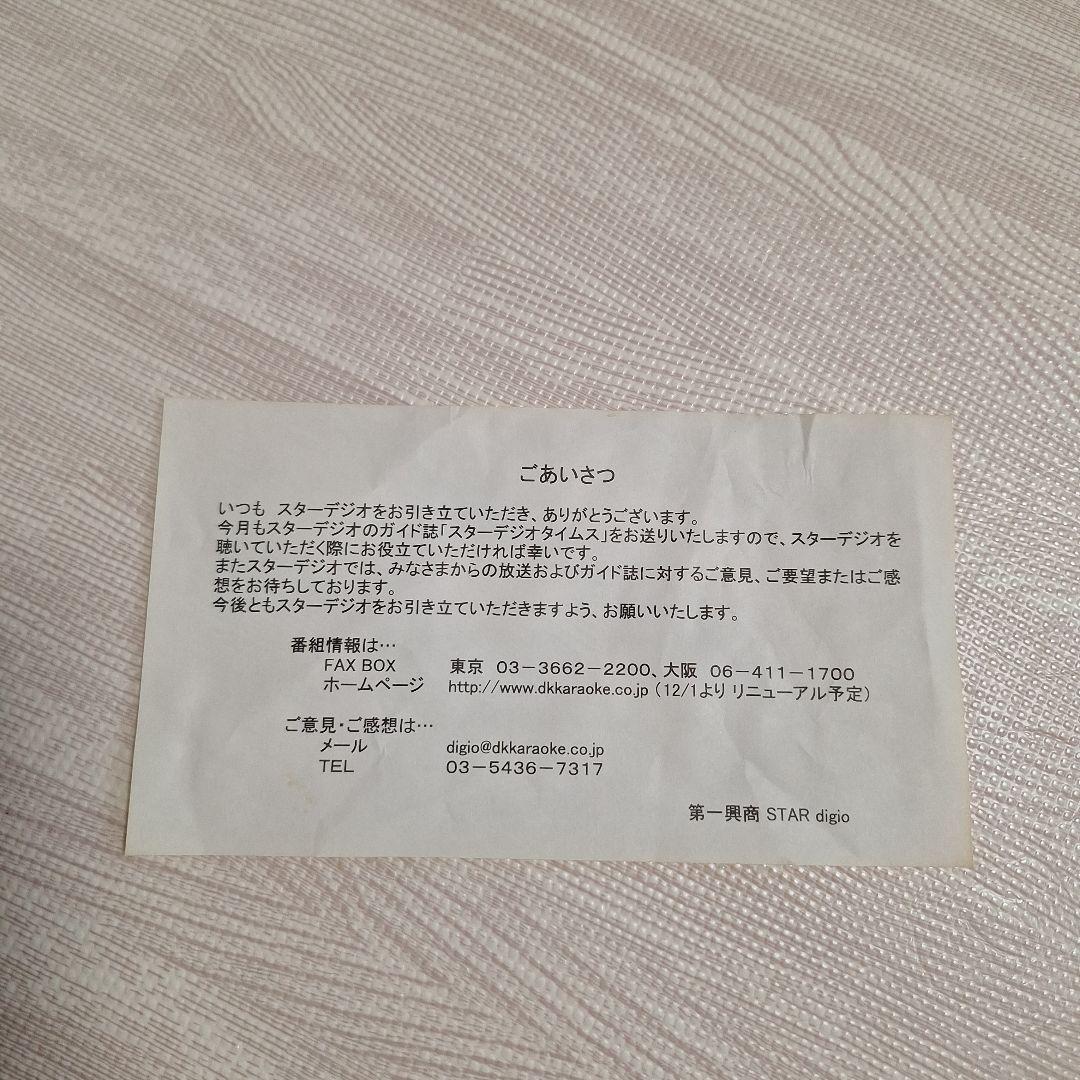 ごあいさつ
いつも スターデジオをお引き立ていただき、ありがとうございます。
今月もスターデジオのガイド誌「スターデジオタイムス」をお送りいたしますので、スターデジオを
聴いていただく際にお役立ていただければ幸いです。
またスターデジオでは、みなさまからの放送およびガイド誌に対するご意見、ご要望またはご感
想をお待ちしております。
今後ともスターデジオをお引き立ていただきますよう、お願いいたします。
番組情報は…
FAX BOX 東京 03-3662-2200、大阪 06-411-1700
ホームページ http://www.dkkaraoke.co.jp (12/1より リニューアル予定)
ご意見・ご感想は…
メール digio@dkkaraoke.co.jp
TEL 03-5436-7317
第一興商 STAR digio